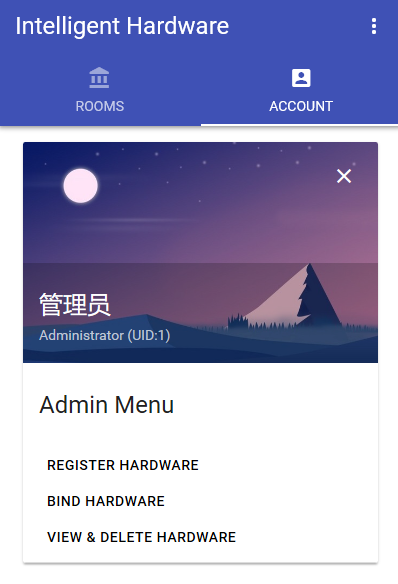 Intelligent Hardware
ROOMS
ACCOUNT
管理员
Administrator (UID:1)
Admin Menu
REGISTER HARDWARE
BIND HARDWARE
VIEW & DELETE HARDWARE